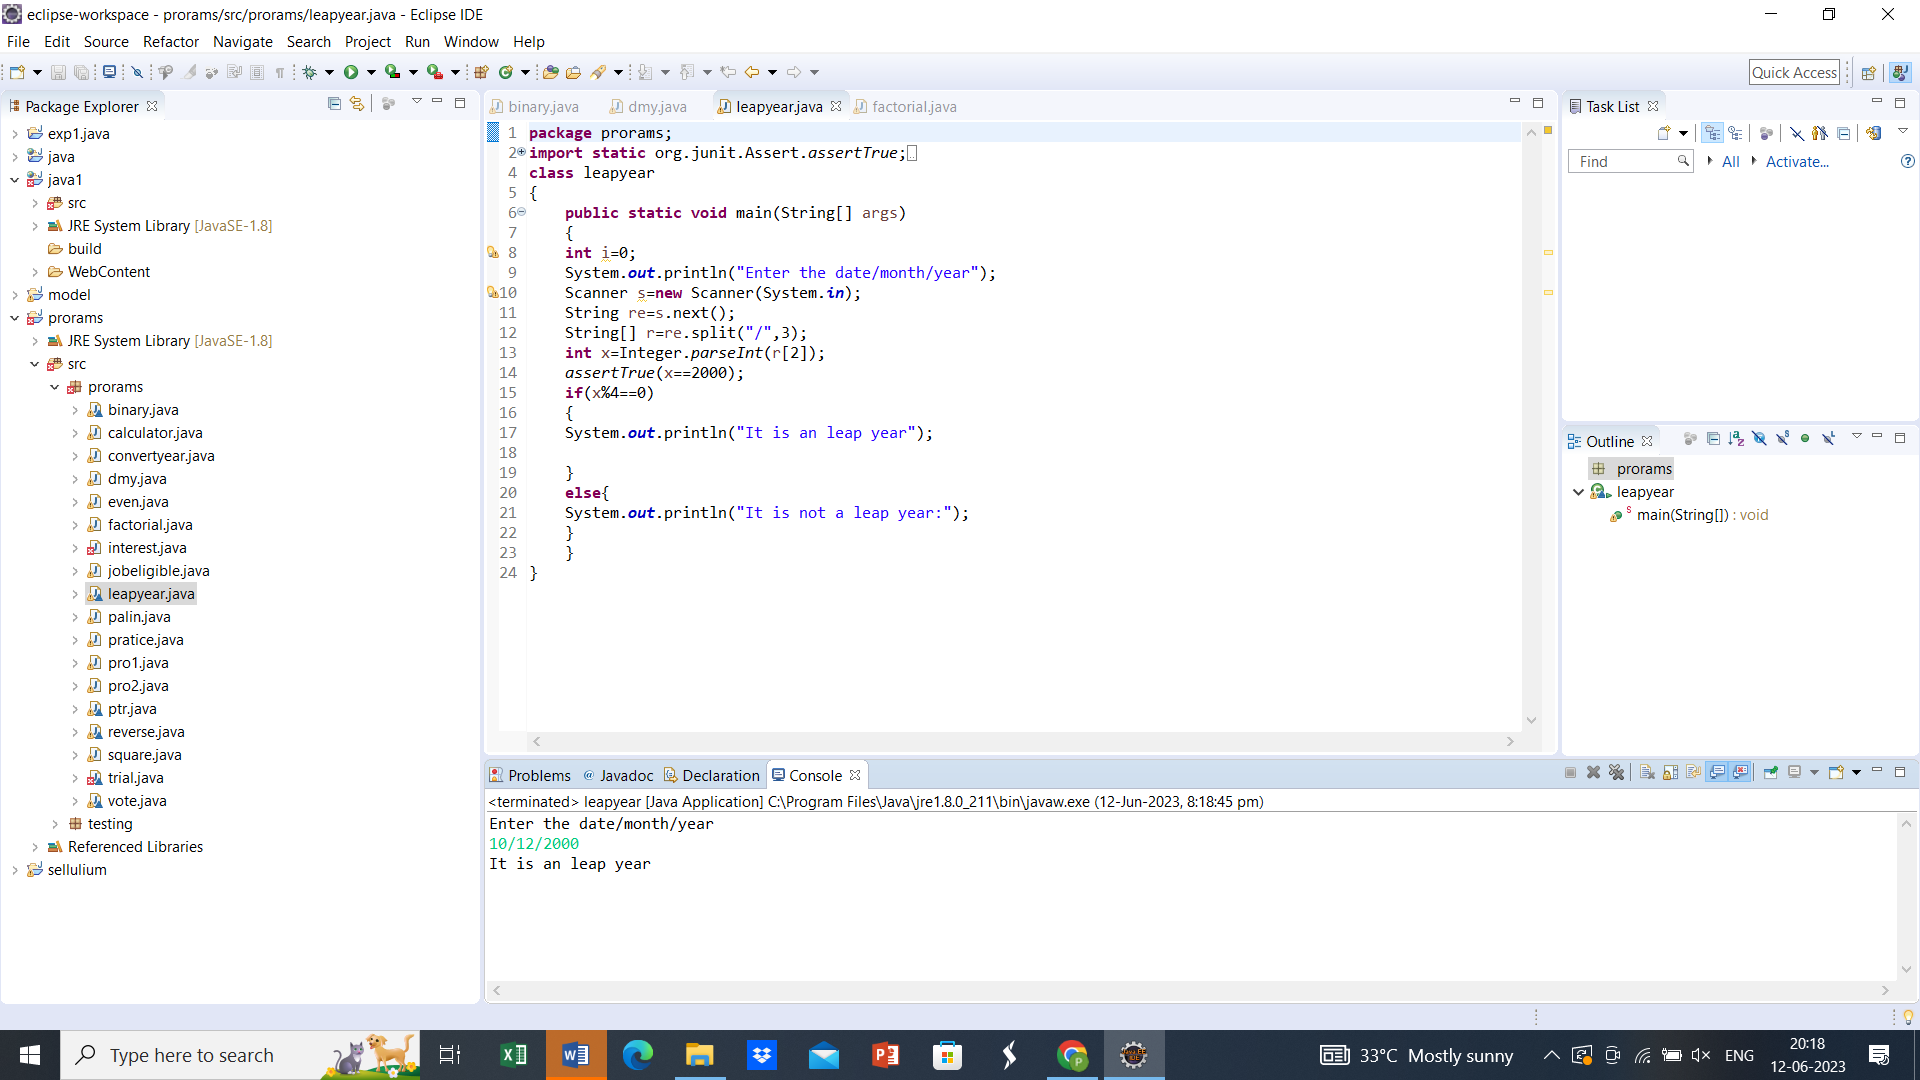 eclipse-workspace - prorams/src/prorams/leapyear.java - Eclipse IDE
File Edit Source Refactor Navigate Search Project Run Window Help
Quick Access
Package Explorer
exp1.java
java
java1
src
JRE System Library [JavaSE-1.8]
build
WebContent
model
prorams
JRE System Library [JavaSE-1.8]
src
prorams
binary.java
calculator.java
convertyear.java
dmy.java
even.java
factorial.java
interest.java
jobeligible.java
leapyear.java
palin.java
pratice.java
pro1.java
pro2.java
ptr.java
reverse.java
square.java
trial.java
vote.java
testing
Referenced Libraries
sellulium
binary.java dmy.java leapyear.java factorial.java
1 package prorams;
2 import static org.junit.Assert.assertTrue;
4 class leapyear
5 {
6 public static void main(String[] args)
7 {
8 int i=0;
9 System.out.println("Enter the date/month/year");
10 Scanner s=new Scanner(System.in);
11 String re=s.next();
12 String[] r=re.split("/",3);
13 int x=Integer.parseInt(r[2]);
14 assertTrue(x==2000);
15 if(x%4==0)
16 {
17 System.out.println("It is an leap year");
18
19 }
20 else{
21 System.out.println("It is not a leap year:");
22 }
23 }
24 }
Task List
Find All Activate...
Outline
prorams
leapyear
main(String[]) : void
Problems @ Javadoc Declaration Console
<terminated> leapyear [Java Application] C:\Program Files\Java\jre1.8.0_211\bin\javaw.exe (12-Jun-2023, 8:18:45 pm)
Enter the date/month/year
10/12/2000
It is an leap year
Type here to search
33°C Mostly sunny
ENG
20:18
12-06-2023